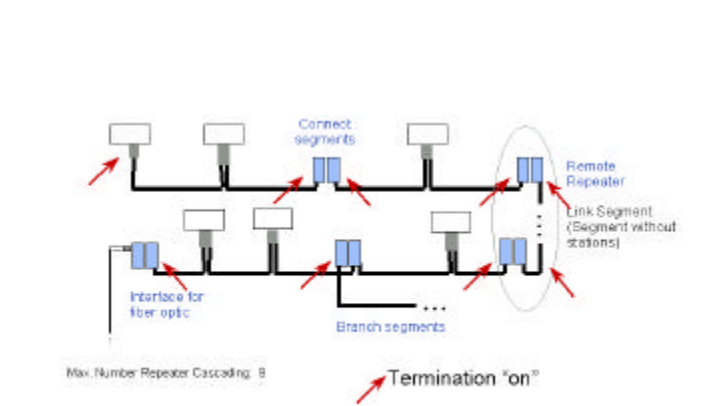 Connect
segments
Remote
Repeater
Link Segment
(Segment without
stations)
Interface for
fiber optic
Branch segments
Max. Number Repeater Cascading: 9
Termination "on"